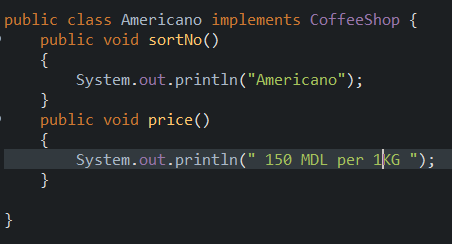 public class Americano implements CoffeeShop {
public void sortNo()
{
System.out.println("Americano");
}
public void price()
{
System.out.println(" 150 MDL per 1KG ");
}
}